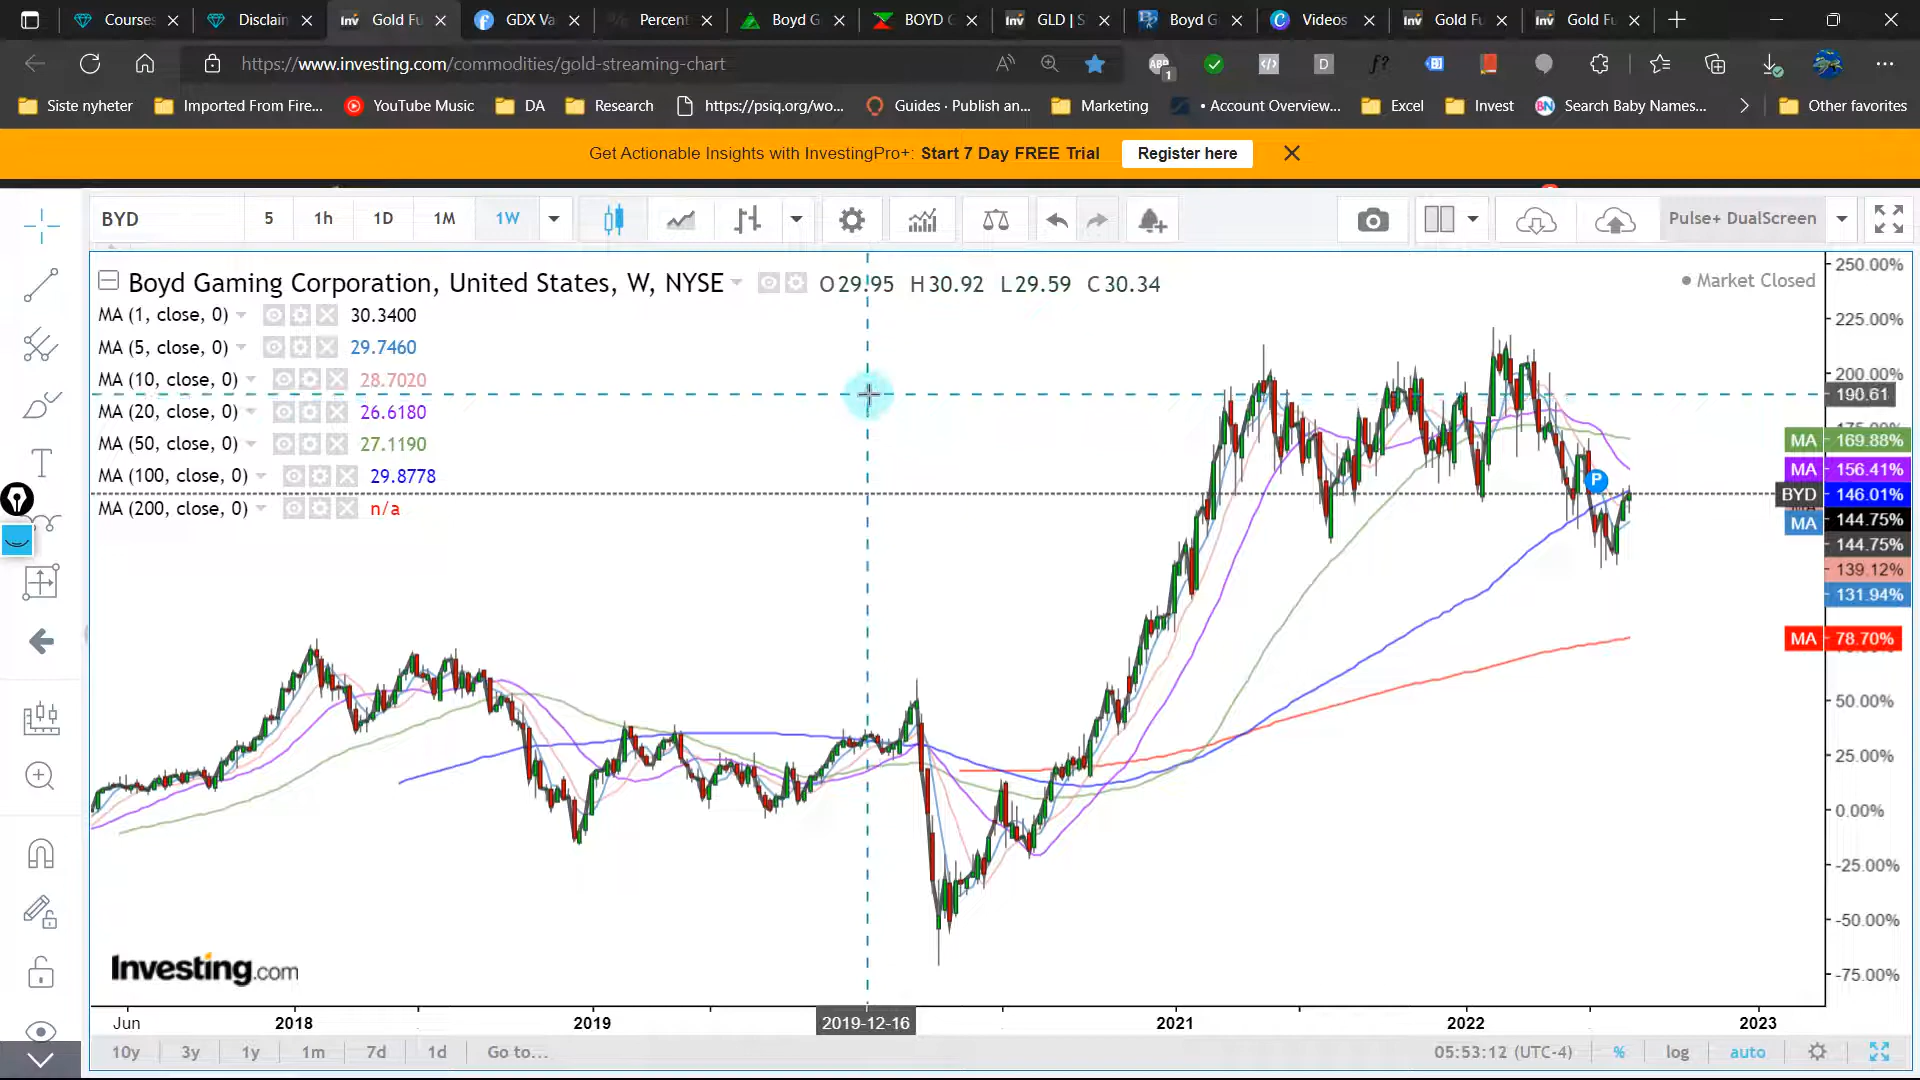 Courses
Disclain
Gold Fu
GDX Va
Percent
Boyd G
BOYD G
GLD | S
Boyd G
Videos
Gold Fu
Gold Fu
https://www.investing.com/commodities/gold-streaming-chart
Siste nyheter
Imported From Fire...
YouTube Music
DA
Research
https://psiq.org/wo...
Guides · Publish an...
Marketing
• Account Overview...
Excel
Invest
Search Baby Names...
Other favorites
Get Actionable Insights with InvestingPro+: Start 7 Day FREE Trial
Register here
BYD
5
1h
1D
1M
1W
Pulse+ DualScreen
Boyd Gaming Corporation, United States, W, NYSE
O29.95 H30.92 L29.59 C30.34
Market Closed
MA (1, close, 0) 30.3400
MA (5, close, 0) 29.7460
MA (10, close, 0) 28.7020
MA (20, close, 0) 26.6180
MA (50, close, 0) 27.1190
MA (100, close, 0) 29.8778
MA (200, close, 0) n/a
P
250.00%
225.00%
200.00%
190.61
MA 169.88%
MA 156.41%
BYD 146.01%
144.75%
MA
144.75%
139.12%
131.94%
MA 78.70%
50.00%
25.00%
0.00%
-25.00%
-50.00%
-75.00%
Investing.com
Jun
2018
2019
2019-12-16
2021
2022
2023
10y
3y
1y
1m
7d
1d
Go to...
05:53:12 (UTC-4)
%
log
auto